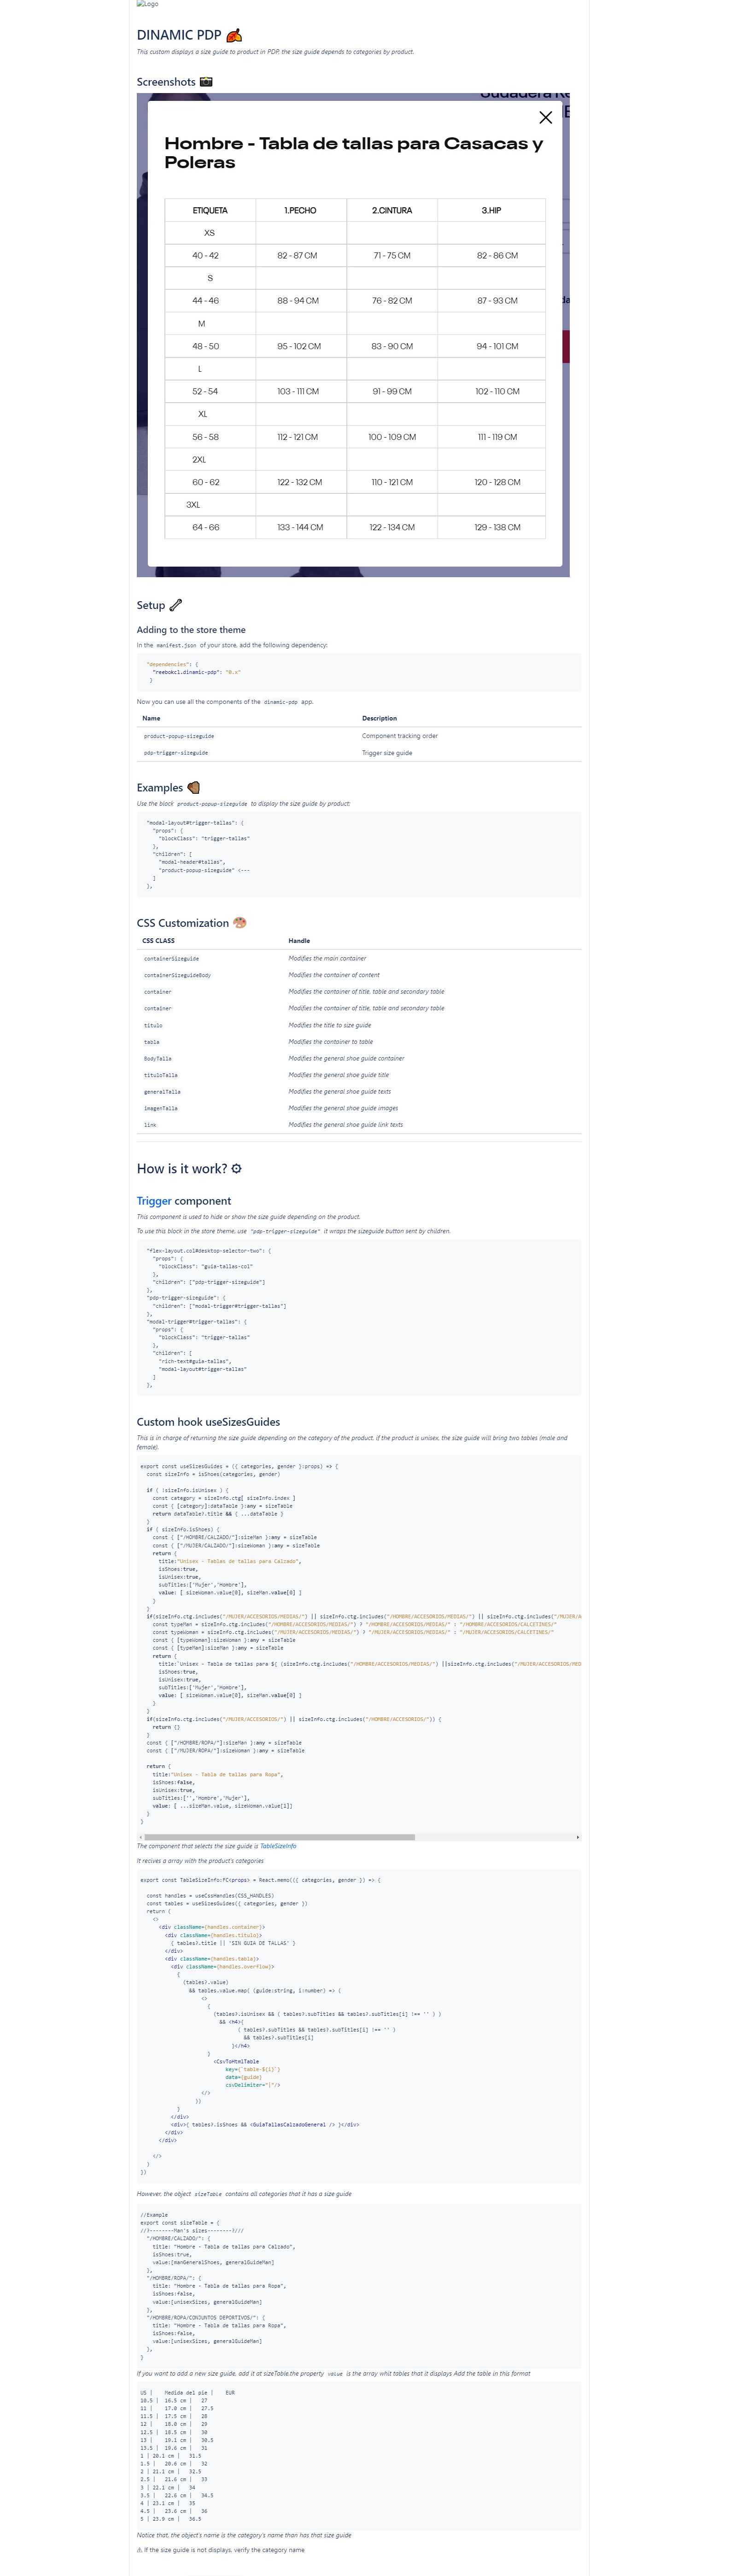 Logo
DINAMIC PDP 🍂
This custom displays a size guide to product in PDP, the size guide depends to categories by product.
Screenshots 📸
Hombre - Tabla de tallas para Casacas y
Poleras
ETIQUETA 1.PECHO 2.CINTURA 3.HIP
XS
40 - 42 82 - 87 CM 71 - 75 CM 82 - 86 CM
S
44 - 46 88 - 94 CM 76 - 82 CM 87 - 93 CM
M
48 - 50 95 - 102 CM 83 - 90 CM 94 - 101 CM
L
52 - 54 103 - 111 CM 91 - 99 CM 102 - 110 CM
XL
56 - 58 112 - 121 CM 100 - 109 CM 111 - 119 CM
2XL
60 - 62 122 - 132 CM 110 - 121 CM 120 - 128 CM
3XL
64 - 66 133 - 144 CM 122 - 134 CM 129 - 138 CM
Setup 🦴
Adding to the store theme
In the manifest.json of your store, add the following dependency:
"dependencies": {
"reebokcl.dinamic-pdp": "0.x"
}
Now you can use all the components of the dinamic-pdp app.
Name Description
product-popup-sizeguide Component tracking order
pdp-trigger-sizeguide Trigger size guide
Examples
Use the block product-popup-sizeguide to display the size guide by product:
"modal-layout#trigger-tallas": {
"props": {
"blockClass": "trigger-tallas"
},
"children": [
"modal-header#tallas",
"product-popup-sizeguide" <---
]
},
CSS Customization 🎨
CSS CLASS Handle
containerSizeguide Modifies the main container
containerSizeguideBody Modifies the container of content
container Modifies the container of title, table and secondary table
container Modifies the container of title, table and secondary table
titulo Modifies the title to size guide
tabla Modifies the container to table
BodyTalla Modifies the general shoe guide container
tituloTalla Modifies the general shoe guide title
generalTalla Modifies the general shoe guide texts
imagenTalla Modifies the general shoe guide images
link Modifies the general shoe guide link texts
How is it work? ⚙
Trigger component
This component is used to hide or show the size guide depending on the product.
To use this block in the store theme, use "pdp-trigger-sizeguide" it wraps the sizeguide button sent by children.
"flex-layout.col#desktop-selector-two": {
"props": {
"blockClass": "guia-tallas-col"
},
"children": ["pdp-trigger-sizeguide"]
},
"pdp-trigger-sizeguide": {
"children": ["modal-trigger#trigger-tallas"]
},
"modal-trigger#trigger-tallas": {
"props": {
"blockClass": "trigger-tallas"
},
"children": [
"rich-text#guia-tallas",
"modal-layout#trigger-tallas"
]
},
Custom hook useSizesGuides
This is in charge of returning the size guide depending on the category of the product, if the product is unisex, the size guide will bring two tables (male and
female).
export const useSizesGuides = ({ categories, gender }:props) => {
const sizeInfo = isShoes(categories, gender)
if ( !sizeInfo.isUnisex ) {
const category = sizeInfo.ctg[ sizeInfo.index ]
const { [category]:dataTable }:any = sizeTable
return dataTable?.title && { ...dataTable }
}
if ( sizeInfo.isShoes) {
const { ["/HOMBRE/CALZADO/"]:sizeMan }:any = sizeTable
const { ["/MUJER/CALZADO/"]:sizeWoman }:any = sizeTable
return {
title:"Unisex - Tablas de tallas para Calzado",
isShoes:true,
isUnisex:true,
subTitles:['Mujer','Hombre'],
value: [ sizeWoman.value[0], sizeMan.value[0] ]
}
}
if(sizeInfo.ctg.includes("/MUJER/ACCESORIOS/MEDIAS/") || sizeInfo.ctg.includes("/HOMBRE/ACCESORIOS/MEDIAS/") || sizeInfo.ctg.includes("/MUJER/A
const typeMan = sizeInfo.ctg.includes("/HOMBRE/ACCESORIOS/MEDIAS/") ? "/HOMBRE/ACCESORIOS/MEDIAS/" : "/HOMBRE/ACCESORIOS/CALCETINES/"
const typeWoman = sizeInfo.ctg.includes("/MUJER/ACCESORIOS/MEDIAS/") ? "/MUJER/ACCESORIOS/MEDIAS/" : "/MUJER/ACCESORIOS/CALCETINES/"
const { [typeWoman]:sizeWoman }:any = sizeTable
const { [typeMan]:sizeMan }:any = sizeTable
return {
title:`Unisex - Tabla de tallas para ${ (sizeInfo.ctg.includes("/HOMBRE/ACCESORIOS/MEDIAS/") ||sizeInfo.ctg.includes("/MUJER/ACCESORIOS/MED
isShoes:true,
isUnisex:true,
subTitles:['Mujer','Hombre'],
value: [ sizeWoman.value[0], sizeMan.value[0] ]
}
}
if(sizeInfo.ctg.includes("/MUJER/ACCESORIOS/") || sizeInfo.ctg.includes("/HOMBRE/ACCESORIOS/")) {
return {}
}
const { ["/HOMBRE/ROPA/"]:sizeMan }:any = sizeTable
const { ["/MUJER/ROPA/"]:sizeWoman }:any = sizeTable
return {
title:"Unisex - Tabla de tallas para Ropa",
isShoes:false,
isUnisex:true,
subTitles:['','Hombre','Mujer'],
value: [ ...sizeMan.value, sizeWoman.value[1]]
}
}
The component that selects the size guide is TableSizeInfo
It recives a array with the product's categories
export const TableSizeInfo:FC<props> = React.memo(({ categories, gender }) => {
const handles = useCssHandles(CSS_HANDLES)
const tables = useSizesGuides({ categories, gender })
return (
<>
<div className={handles.container}>
<div className={handles.titulo}>
{ tables?.title || 'SIN GUIA DE TALLAS' }
</div>
<div className={handles.tabla}>
<div className={handles.overflow}>
{
(tables?.value)
&& tables.value.map( (guide:string, i:number) => (
<>
{
(tables?.isUnisex && ( tables?.subTitles && tables?.subTitles[i] !== '' ) )
&& <h4>{
( tables?.subTitles && tables?.subTitles[i] !== '' )
&& tables?.subTitles[i]
}</h4>
}
<CsvToHtmlTable
key={`table-${i}`}
data={guide}
csvDelimiter="|"/>
</>
))
}
</div>
<div>{ tables?.isShoes && <GuiaTallasCalzadoGeneral /> }</div>
</div>
</div>
</>
)
})
However, the object sizeTable contains all categories that it has a size guide
//Example
export const sizeTable = {
//?--------Man's sizes--------?///
"/HOMBRE/CALZADO/": {
title: "Hombre - Tabla de tallas para Calzado",
isShoes:true,
value:[manGeneralShoes, generalGuideMan]
},
"/HOMBRE/ROPA/": {
title: "Hombre - Tabla de tallas para Ropa",
isShoes:false,
value:[unisexSizes, generalGuideMan]
},
"/HOMBRE/ROPA/CONJUNTOS DEPORTIVOS/": {
title: "Hombre - Tabla de tallas para Ropa",
isShoes:false,
value:[unisexSizes, generalGuideMan]
},
}
If you want to add a new size guide, add it at sizeTable.the property value is the array whit tables that it displays Add the table in this format
US | Medida del pie | EUR
10.5 | 16.5 cm | 27
11 | 17.0 cm | 27.5
11.5 | 17.5 cm | 28
12 | 18.0 cm | 29
12.5 | 18.5 cm | 30
13 | 19.1 cm | 30.5
13.5 | 19.6 cm | 31
1 | 20.1 cm | 31.5
1.5 | 20.6 cm | 32
2 | 21.1 cm | 32.5
2.5 | 21.6 cm | 33
3 | 22.1 cm | 34
3.5 | 22.6 cm | 34.5
4 | 23.1 cm | 35
4.5 | 23.6 cm | 36
5 | 23.9 cm | 36.5
Notice that, the object's name is the category's name than has that size guide
⚠ If the size guide is not displays, verify the category name